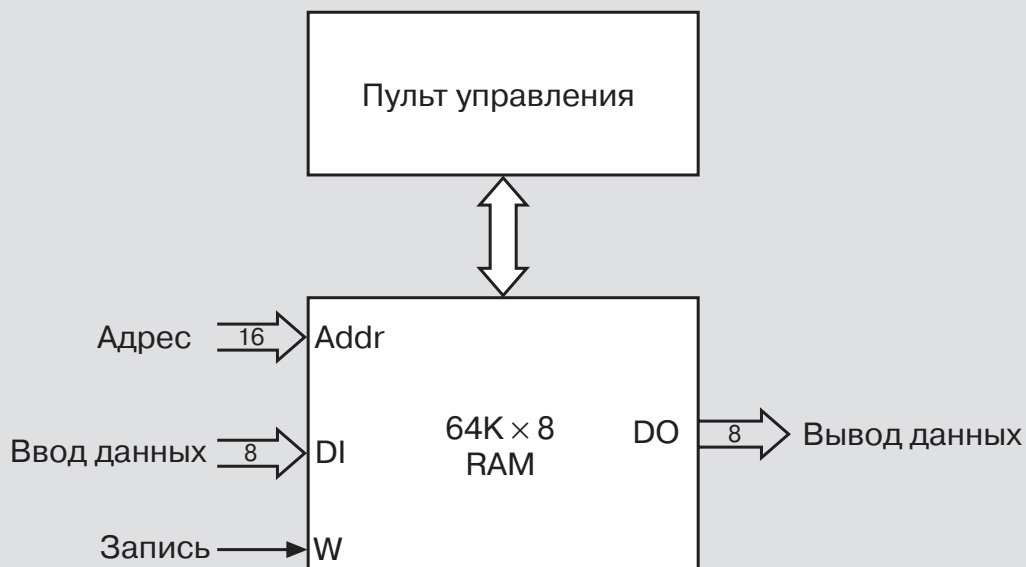 Пульт управления
Адрес 16 Addr
Ввод данных 8 DI
64K × 8
RAM
DO 8 Вывод данных
Запись W